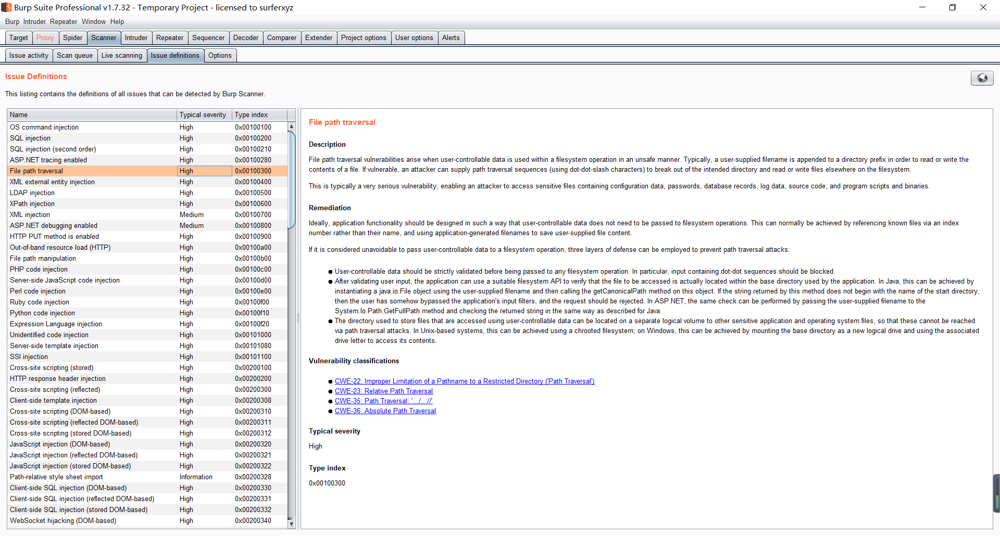 Burp Suite Professional v1.7.32 - Temporary Project - licensed to surferxyz
Burp Intruder Repeater Window Help
Target Proxy Spider Scanner Intruder Repeater Sequencer Decoder Comparer Extender Project options User options Alerts
Issue activity Scan queue Live scanning Issue definitions Options
Issue Definitions
This listing contains the definitions of all issues that can be detected by Burp Scanner.
Name Typical severity Type index
OS command injection High 0x00100100
SQL injection High 0x00100200
SQL injection (second order) High 0x00100210
ASP.NET tracing enabled High 0x00100280
File path traversal High 0x00100300
XML external entity injection High 0x00100400
LDAP injection High 0x00100500
XPath injection High 0x00100600
XML injection Medium 0x00100700
ASP.NET debugging enabled Medium 0x00100800
HTTP PUT method is enabled High 0x00100900
Out-of-band resource load (HTTP) High 0x00100a00
File path manipulation High 0x00100b00
PHP code injection High 0x00100c00
Server-side JavaScript code injection High 0x00100d00
Perl code injection High 0x00100e00
Ruby code injection High 0x00100f00
Python code injection High 0x00100f10
Expression Language injection High 0x00100f20
Unidentified code injection High 0x00101000
Server-side template injection High 0x00101080
SSI injection High 0x00101100
Cross-site scripting (stored) High 0x00200100
HTTP response header injection High 0x00200200
Cross-site scripting (reflected) High 0x00200300
Client-side template injection High 0x00200308
Cross-site scripting (DOM-based) High 0x00200310
Cross-site scripting (reflected DOM-based) High 0x00200311
Cross-site scripting (stored DOM-based) High 0x00200312
JavaScript injection (DOM-based) High 0x00200320
JavaScript injection (reflected DOM-based) High 0x00200321
JavaScript injection (stored DOM-based) High 0x00200322
Path-relative style sheet import Information 0x00200328
Client-side SQL injection (DOM-based) High 0x00200330
Client-side SQL injection (reflected DOM-based) High 0x00200331
Client-side SQL injection (stored DOM-based) High 0x00200332
WebSocket hijacking (DOM-based) High 0x00200340
File path traversal
Description
File path traversal vulnerabilities arise when user-controllable data is used within a filesystem operation in an unsafe manner. Typically, a user-supplied filename is appended to a directory prefix in order to read or write the
contents of a file. If vulnerable, an attacker can supply path traversal sequences (using dot-dot-slash characters) to break out of the intended directory and read or write files elsewhere on the filesystem.
This is typically a very serious vulnerability, enabling an attacker to access sensitive files containing configuration data, passwords, database records, log data, source code, and program scripts and binaries.
Remediation
Ideally, application functionality should be designed in such a way that user-controllable data does not need to be passed to filesystem operations. This can normally be achieved by referencing known files via an index
number rather than their name, and using application-generated filenames to save user-supplied file content.
If it is considered unavoidable to pass user-controllable data to a filesystem operation, three layers of defense can be employed to prevent path traversal attacks:
● User-controllable data should be strictly validated before being passed to any filesystem operation. In particular, input containing dot-dot sequences should be blocked.
● After validating user input, the application can use a suitable filesystem API to verify that the file to be accessed is actually located within the base directory used by the application. In Java, this can be achieved by
instantiating a java.io.File object using the user-supplied filename and then calling the getCanonicalPath method on this object. If the string returned by this method does not begin with the name of the start directory,
then the user has somehow bypassed the application's input filters, and the request should be rejected. In ASP.NET, the same check can be performed by passing the user-supplied filename to the
System.Io.Path.GetFullPath method and checking the returned string in the same way as described for Java.
● The directory used to store files that are accessed using user-controllable data can be located on a separate logical volume to other sensitive application and operating system files, so that these cannot be reached
via path traversal attacks. In Unix-based systems, this can be achieved using a chrooted filesystem; on Windows, this can be achieved by mounting the base directory as a new logical drive and using the associated
drive letter to access its contents.
Vulnerability classifications
● CWE-22: Improper Limitation of a Pathname to a Restricted Directory ('Path Traversal')
● CWE-23: Relative Path Traversal
● CWE-35: Path Traversal: '.../...//'
● CWE-36: Absolute Path Traversal
Typical severity
High
Type index
0x00100300